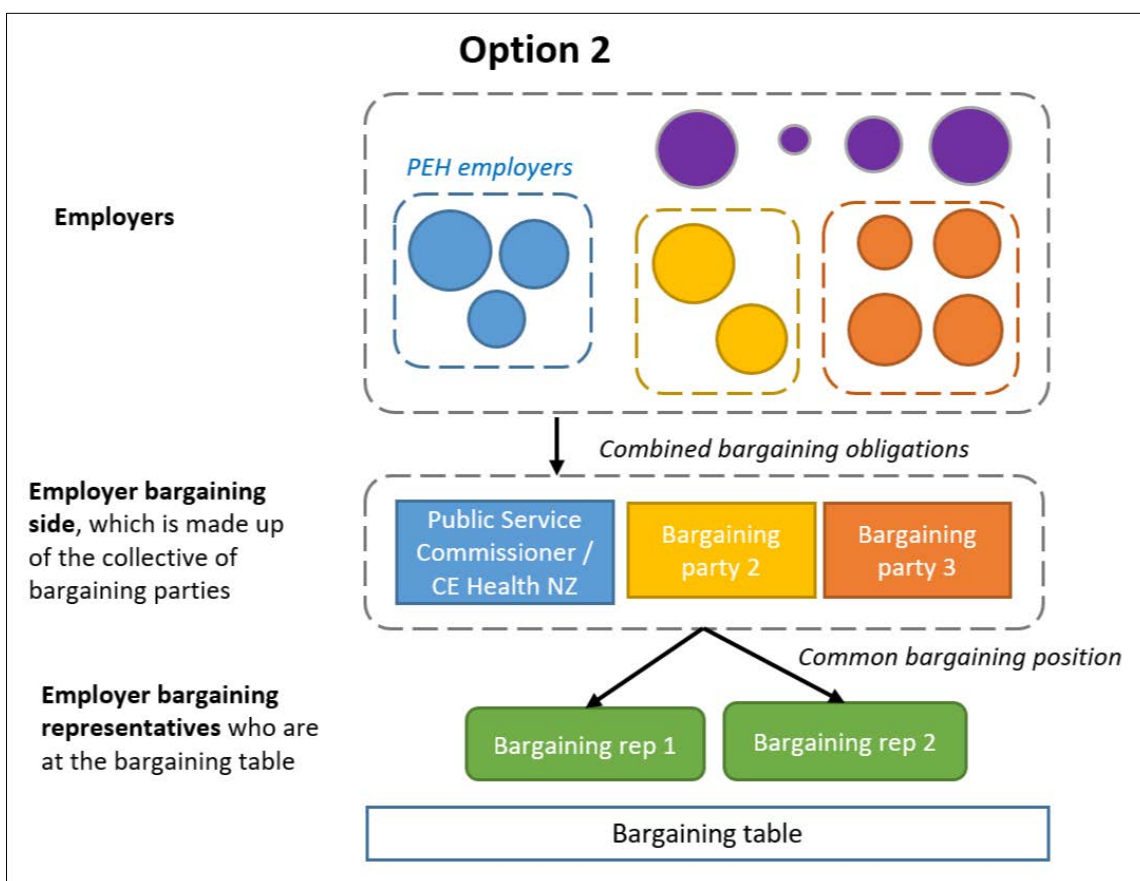 Option 2
PEH employers
Employers
Combined bargaining obligations
Employer bargaining
side, which is made up
of the collective of
bargaining parties
Public Service
Commissioner /
CE Health NZ
Bargaining
party 2
Bargaining
party 3
Common bargaining position
Employer bargaining
representatives who are
at the bargaining table
Bargaining rep 1
Bargaining rep 2
Bargaining table